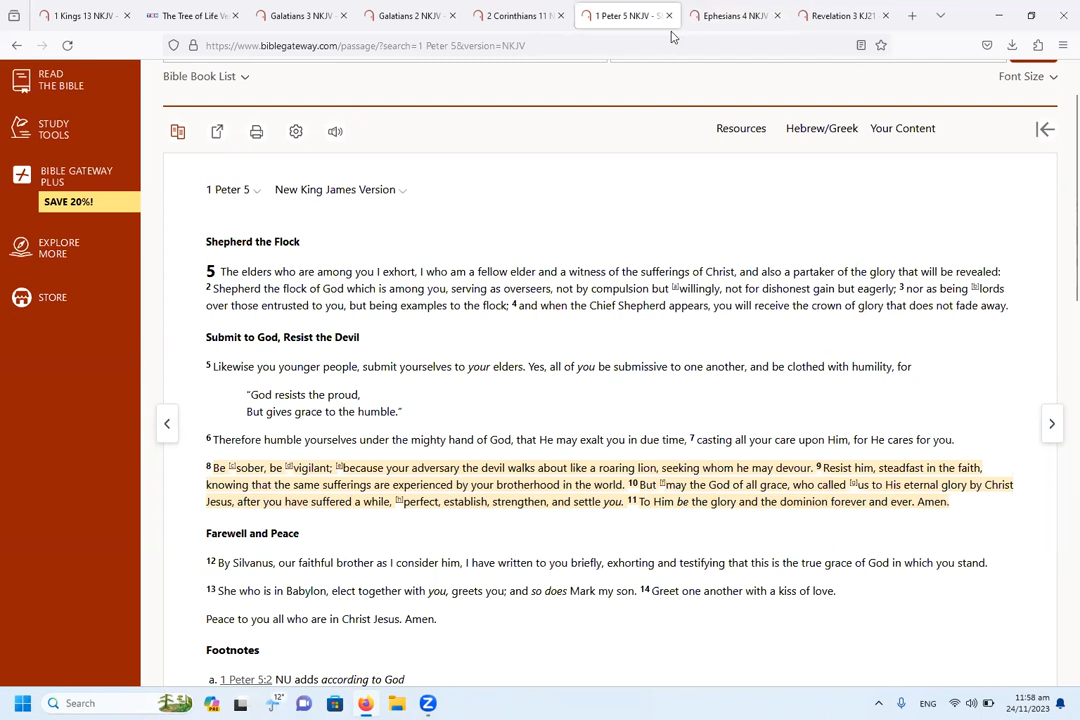 1 Kings 13 NKJV -
The Tree of Life Ve
Galatians 3 NKJV -
Galatians 2 NKJV -
2 Corinthians 11 N
1 Peter 5 NKJV - S
Ephesians 4 NKJV
Revelation 3 KJ21
https://www.biblegateway.com/passage/?search=1 Peter 5&version=NKJV
READ
THE BIBLE
Bible Book List
Font Size
STUDY
TOOLS
Resources
Hebrew/Greek
Your Content
BIBLE GATEWAY
PLUS
SAVE 20%!
EXPLORE
MORE
STORE
1 Peter 5
New King James Version
Shepherd the Flock
5 The elders who are among you I exhort, I who am a fellow elder and a witness of the sufferings of Christ, and also a partaker of the glory that will be revealed:
2 Shepherd the flock of God which is among you, serving as overseers, not by compulsion but [a]willingly, not for dishonest gain but eagerly; 3 nor as being [b]lords
over those entrusted to you, but being examples to the flock; 4 and when the Chief Shepherd appears, you will receive the crown of glory that does not fade away.
Submit to God, Resist the Devil
5 Likewise you younger people, submit yourselves to your elders. Yes, all of you be submissive to one another, and be clothed with humility, for
“God resists the proud,
But gives grace to the humble.”
6 Therefore humble yourselves under the mighty hand of God, that He may exalt you in due time, 7 casting all your care upon Him, for He cares for you.
8 Be [c]sober, be [d]vigilant; [e]because your adversary the devil walks about like a roaring lion, seeking whom he may devour. 9 Resist him, steadfast in the faith,
knowing that the same sufferings are experienced by your brotherhood in the world. 10 But [f]may the God of all grace, who called [g]us to His eternal glory by Christ
Jesus, after you have suffered a while, [h]perfect, establish, strengthen, and settle you. 11 To Him be the glory and the dominion forever and ever. Amen.
Farewell and Peace
12 By Silvanus, our faithful brother as I consider him, I have written to you briefly, exhorting and testifying that this is the true grace of God in which you stand.
13 She who is in Babylon, elect together with you, greets you; and so does Mark my son. 14 Greet one another with a kiss of love.
Peace to you all who are in Christ Jesus. Amen.
Footnotes
a. 1 Peter 5:2 NU adds according to God
Search
12°
ENG
11:58 am
24/11/2023